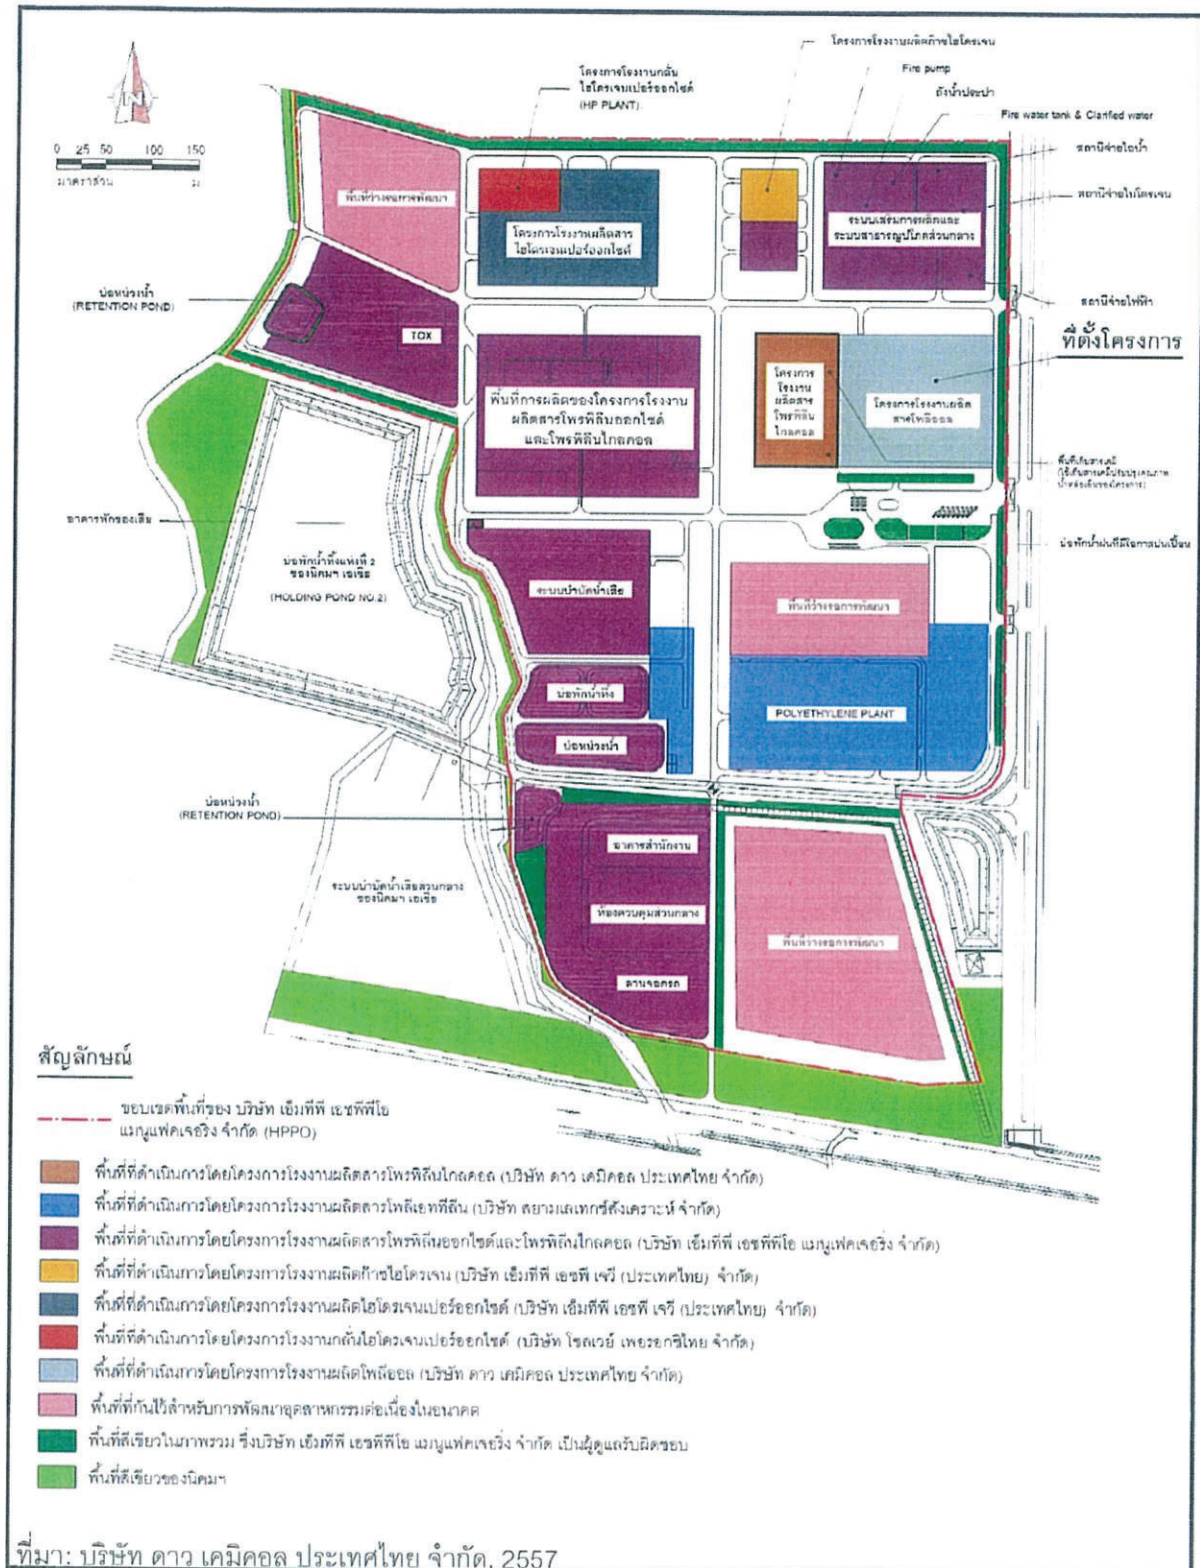 โครงการโรงงานผลิตก๊าซไฮโดรเจน
โครงการโรงงานกลั่น
ไฮโดรเจนเปอร์ออกไซด์
(HP PLANT)
Fire pump
ถังน้ำประปา
Fire water tank & Clarified water
สถานีจ่ายไอน้ำ
สถานีจ่ายไนโตรเจน
N
0 25 50 100 150
มาตราส่วน ม
พื้นที่ว่างรอการพัฒนา
โครงการโรงงานผลิตสาร
ไฮโดรเจนเปอร์ออกไซด์
ระบบเสริมการผลิตและ
ระบบสาธารณูปโภคส่วนกลาง
สถานีจ่ายไฟฟ้า
บ่อหน่วงน้ำ
(RETENTION POND)
TOX
ที่ตั้งโครงการ
พื้นที่การผลิตของโครงการโรงงาน
ผลิตสารโพรพิลีนออกไซด์
และโพรพิลีนไกลคอล
โครงการ
โรงงาน
ผลิตสาร
โพรพิลีน
ไกลคอล
โครงการโรงงานผลิต
สารโพลีออล
พื้นที่เก็บสารเคมี
(ใช้เก็บสารเคมีปรับปรุงคุณภาพ
น้ำหล่อเย็นของโครงการ)
อาคารพักของเสีย
บ่อพักน้ำฝนที่มีโอกาสปนเปื้อน
บ่อพักน้ำทิ้งแห่งที่ 2
ของนิคมฯ เอเชีย
(HOLDING POND NO.2)
ระบบบำบัดน้ำเสีย
พื้นที่ว่างรอการพัฒนา
บ่อพักน้ำทิ้ง
POLYETHYLENE PLANT
บ่อหน่วงน้ำ
บ่อหน่วงน้ำ
(RETENTION POND)
อาคารสำนักงาน
ระบบบำบัดน้ำเสียส่วนกลาง
ของนิคมฯ เอเชีย
ห้องควบคุมส่วนกลาง
พื้นที่ว่างรอการพัฒนา
ลานจอดรถ
สัญลักษณ์
ขอบเขตพื้นที่ของ บริษัท เอ็มทีพี เอชพีพีโอ
แมนูแฟคเจอริ่ง จำกัด (HPPO)
พื้นที่ที่ดำเนินการโดยโครงการโรงงานผลิตสารโพรพิลีนไกลคอล (บริษัท ดาว เคมิคอล ประเทศไทย จำกัด)
พื้นที่ที่ดำเนินการโดยโครงการโรงงานผลิตสารโพลีเอททีลีน (บริษัท สยามเลเทกซ์สังเคราะห์ จำกัด)
พื้นที่ที่ดำเนินการโดยโครงการโรงงานผลิตสารโพรพิลีนออกไซด์และโพรพิลีนไกลคอล (บริษัท เอ็มทีพี เอชพีพีโอ แมนูแฟคเจอริ่ง จำกัด)
พื้นที่ที่ดำเนินการโดยโครงการโรงงานผลิตก๊าซไฮโดรเจน (บริษัท เอ็มทีพี เอชพี เจวี (ประเทศไทย) จำกัด)
พื้นที่ที่ดำเนินการโดยโครงการโรงงานผลิตไฮโดรเจนเปอร์ออกไซด์ (บริษัท เอ็มทีพี เอชพี เจวี (ประเทศไทย) จำกัด)
พื้นที่ที่ดำเนินการโดยโครงการโรงงานกลั่นไฮโดรเจนเปอร์ออกไซด์ (บริษัท โซลเวย์ เพอรอกซิไทย จำกัด)
พื้นที่ที่ดำเนินการโดยโครงการโรงงานผลิตโพลีออล (บริษัท ดาว เคมิคอล ประเทศไทย จำกัด)
พื้นที่ที่กันไว้สำหรับการพัฒนาอุตสาหกรรมต่อเนื่องในอนาคต
พื้นที่สีเขียวในภาพรวม ซึ่งบริษัท เอ็มทีพี เอชพีพีโอ แมนูแฟคเจอริ่ง จำกัด เป็นผู้ดูแลรับผิดชอบ
พื้นที่สีเขียวของนิคมฯ
ที่มา: บริษัท ดาว เคมิคอล ประเทศไทย จำกัด, 2557